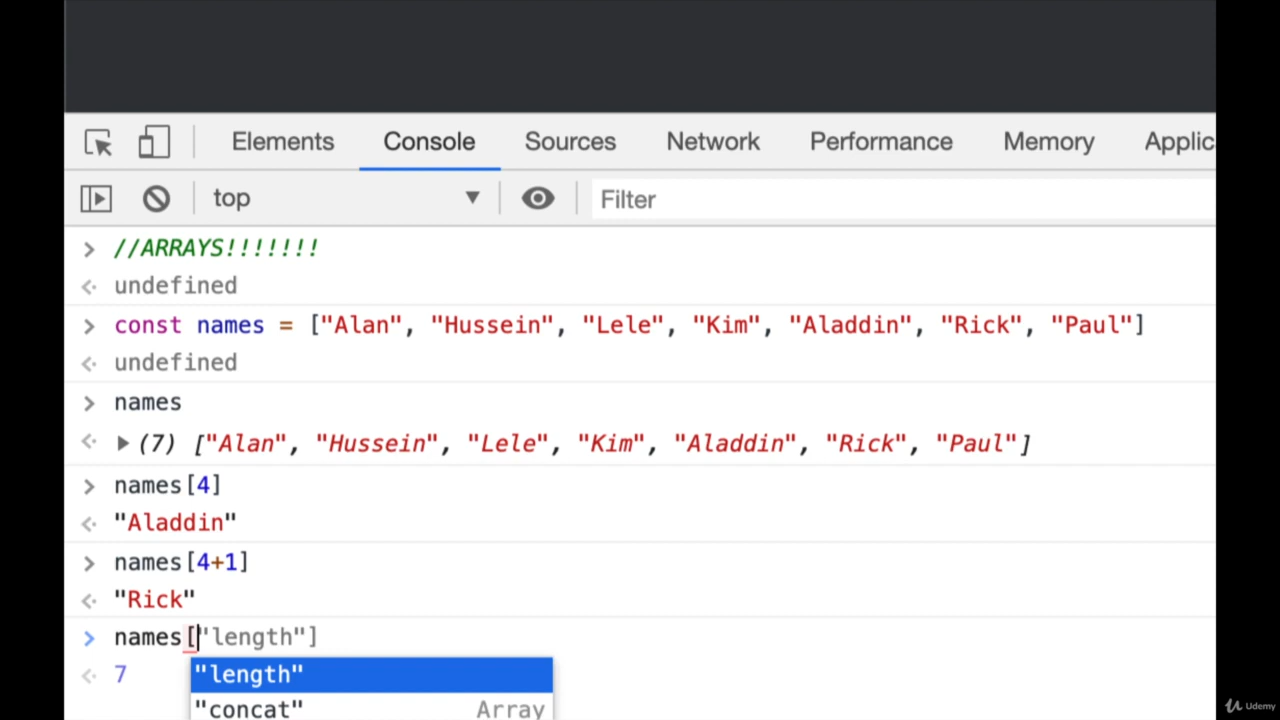 Elements Console Sources Network Performance Memory Applic
top ▼ Filter
> //ARRAYS!!!!!!!
<· undefined
> const names = ["Alan", "Hussein", "Lele", "Kim", "Aladdin", "Rick", "Paul"]
<· undefined
> names
<· ▶ (7) ["Alan", "Hussein", "Lele", "Kim", "Aladdin", "Rick", "Paul"]
> names[4]
<· "Aladdin"
> names[4+1]
<· "Rick"
> names["length"]
<· 7
"length"
"concat" Array
Udemy